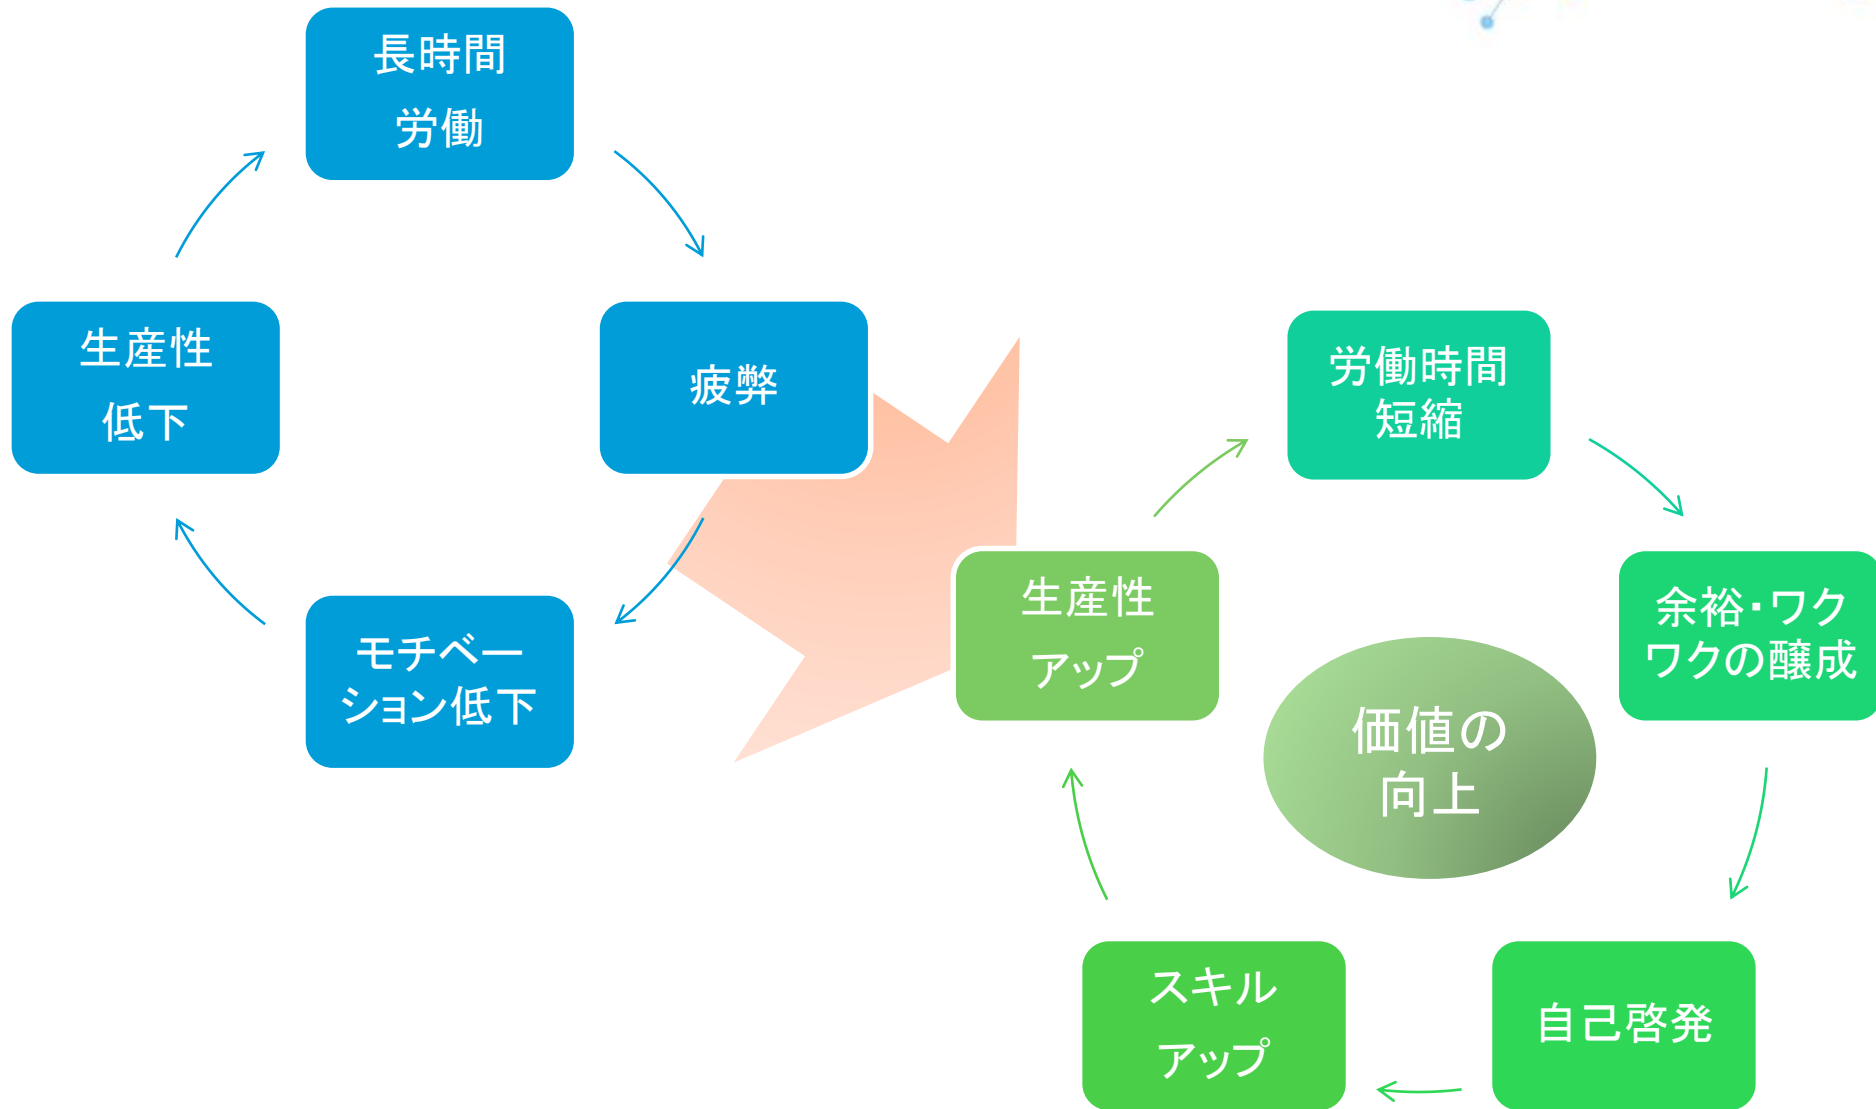 長時間
労働
疲弊
モチベー
ション低下
生産性
低下
労働時間
短縮
余裕・ワク
ワクの醸成
自己啓発
スキル
アップ
生産性
アップ
価値の
向上